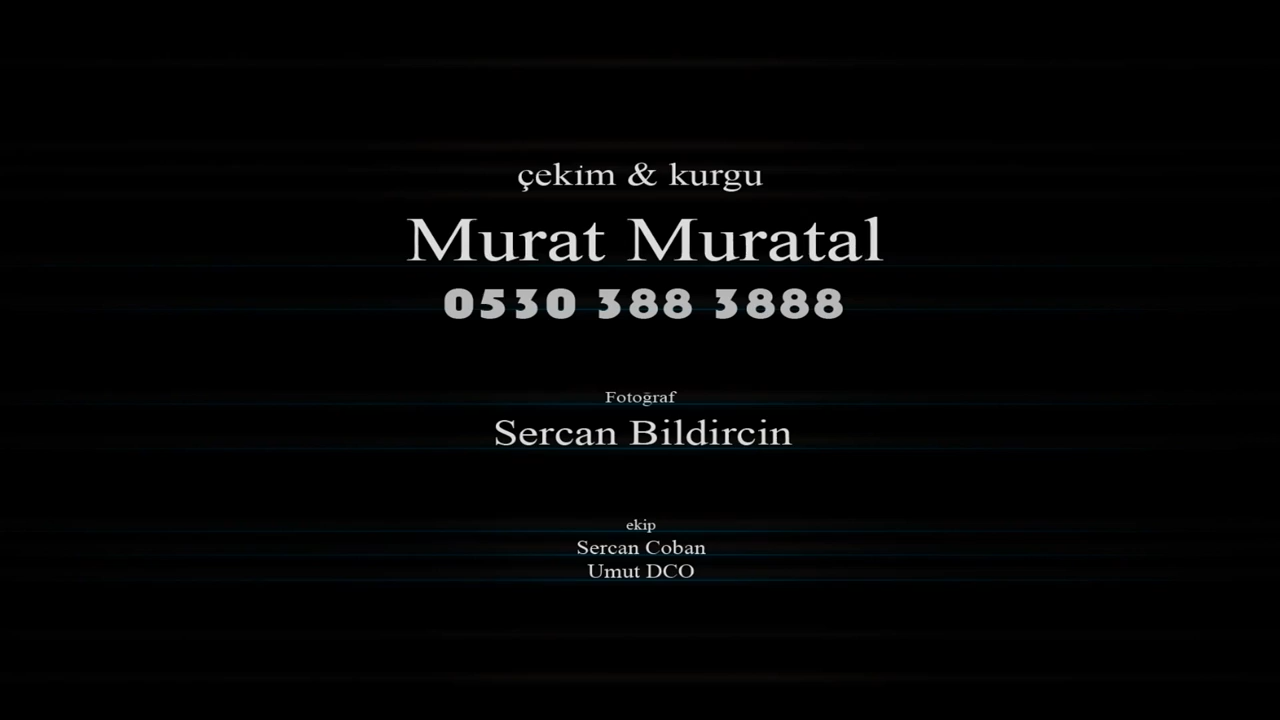 çekim & kurgu
Murat Muratal
0530 388 3888
Fotoğraf
Sercan Bildircin
ekip
Sercan Coban
Umut DCO